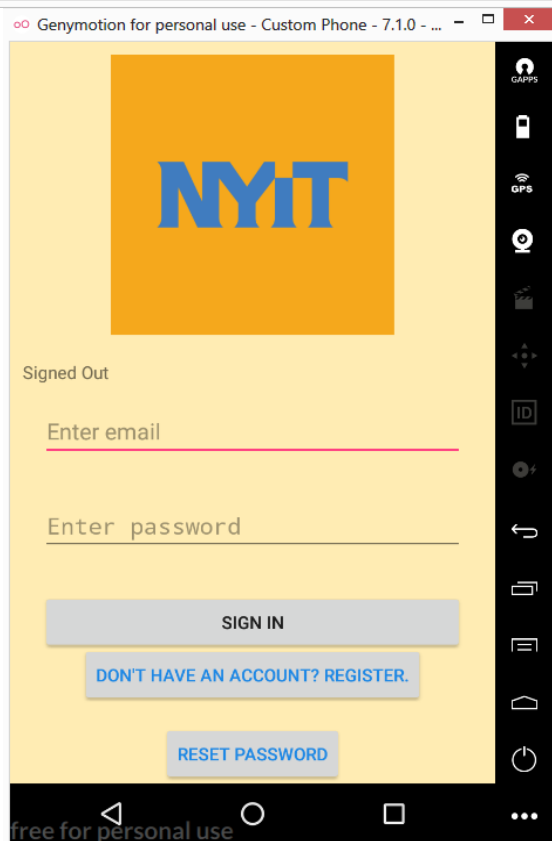 Genymotion for personal use - Custom Phone - 7.1.0 - ...
GAPPS
GPS
NYiT
Signed Out
Enter email
ID
Enter password
SIGN IN
DON'T HAVE AN ACCOUNT? REGISTER.
RESET PASSWORD
free for personal use